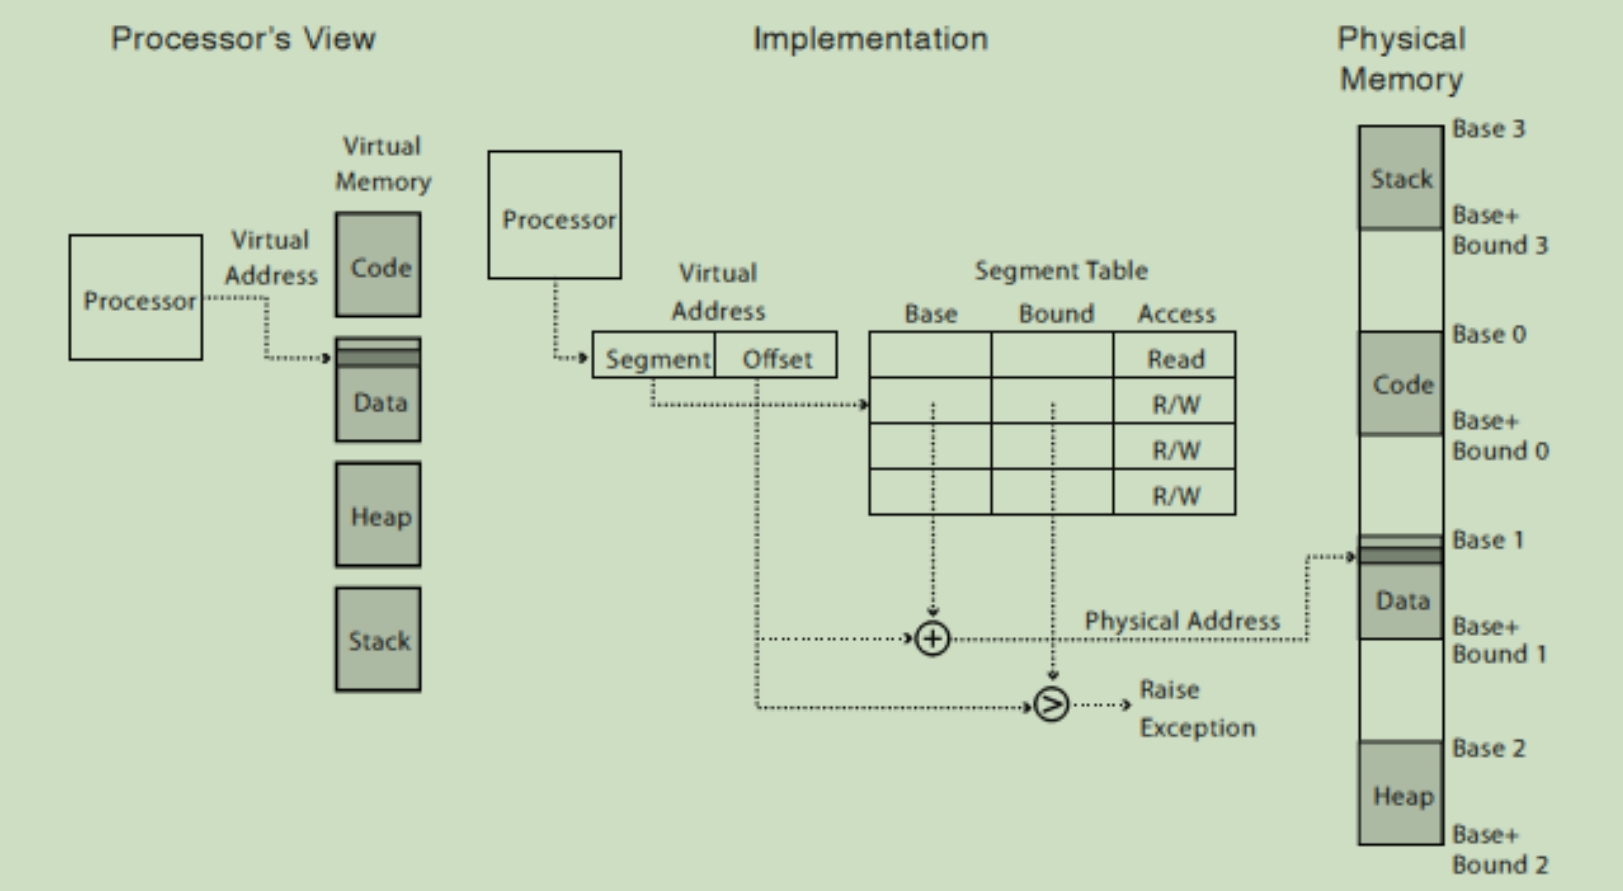 Processor's View
Implementation
Physical
Memory
Virtual
Memory
Processor
Virtual
Address
Code
Data
Heap
Stack
Processor
Virtual
Address
Segment Offset
Segment Table
Base Bound Access
Read
R/W
R/W
R/W
+
Physical Address
>
Raise
Exception
Base 3
Stack
Base+
Bound 3
Base 0
Code
Base+
Bound 0
Base 1
Data
Base+
Bound 1
Base 2
Heap
Base+
Bound 2